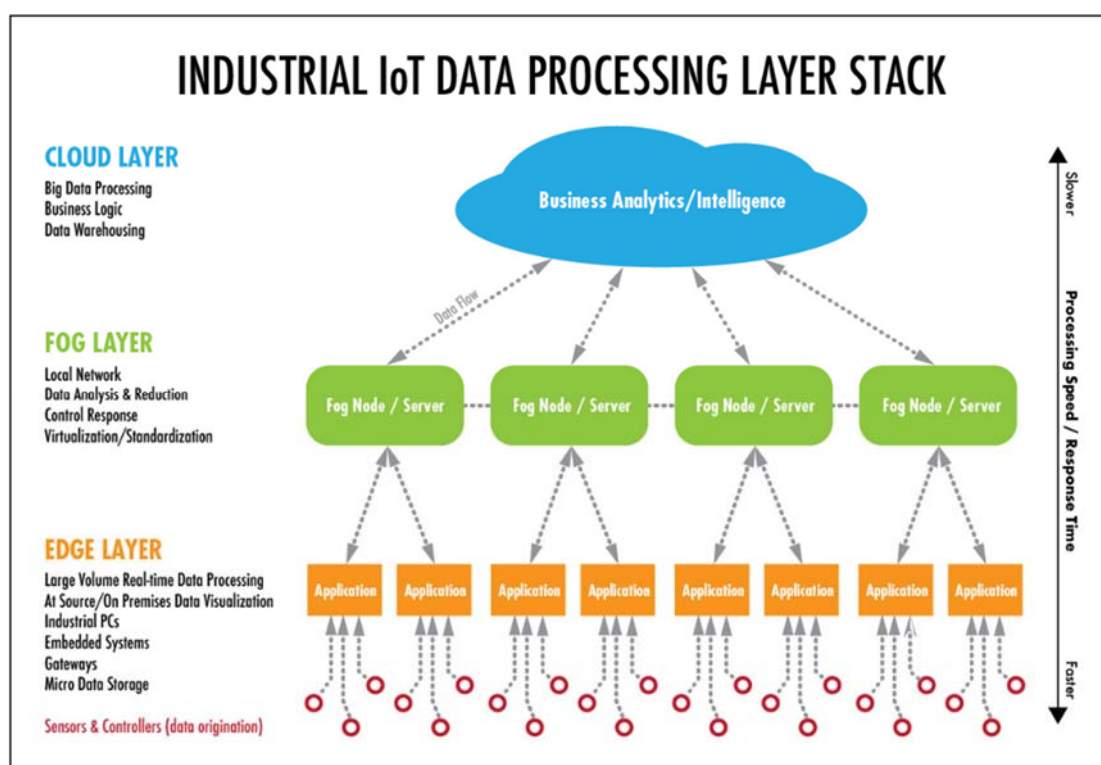 INDUSTRIAL IoT DATA PROCESSING LAYER STACK
CLOUD LAYER
Big Data Processing
Business Logic
Data Warehousing
Business Analytics/Intelligence
Slower
Data Flow
FOG LAYER
Local Network
Data Analysis & Reduction
Control Response
Virtualization/Standardization
Fog Node / Server
Fog Node / Server
Fog Node / Server
Fog Node / Server
Processing Speed / Response Time
EDGE LAYER
Large Volume Real-time Data Processing
At Source/On Premises Data Visualization
Industrial PCs
Embedded Systems
Gateways
Micro Data Storage
Application
Application
Application
Application
Application
Application
Application
Application
Faster
Sensors & Controllers (data origination)